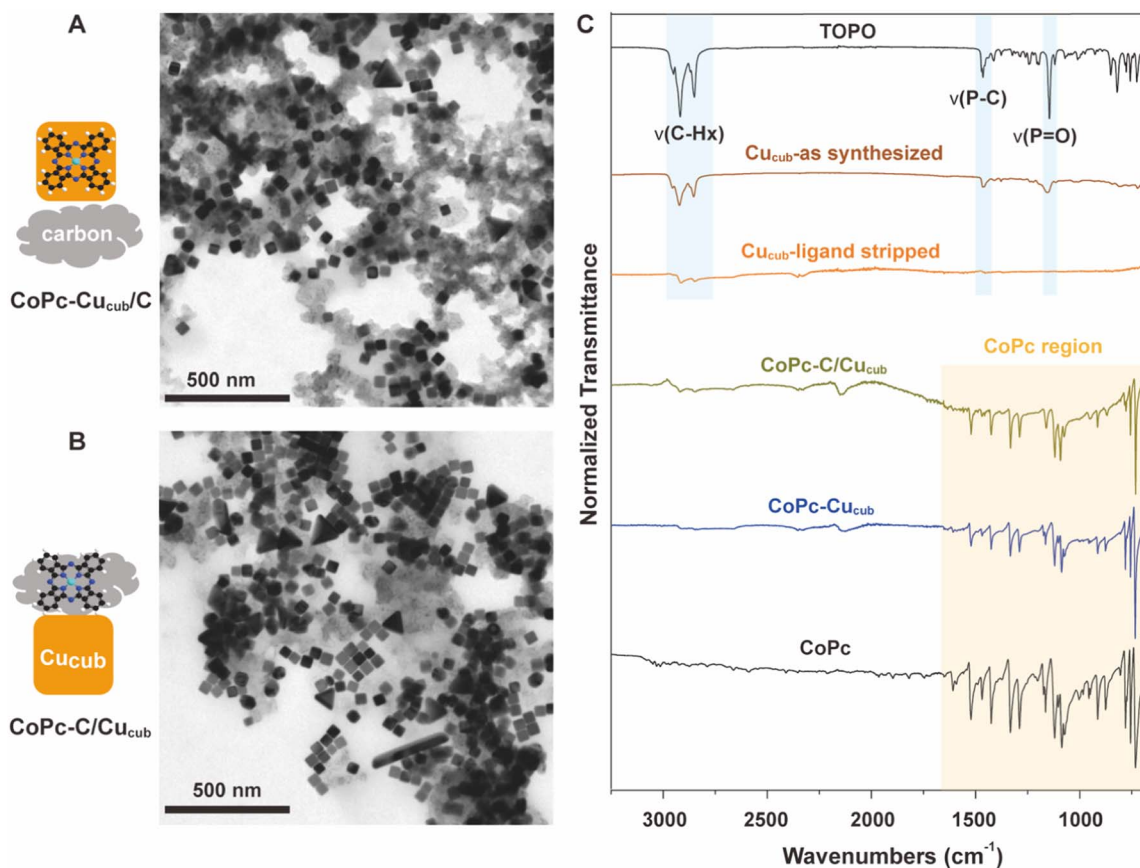 A
carbon
CoPc-Cucub/C
500 nm
B
Cucub
CoPc-C/Cucub
500 nm
C
TOPO
ν(C-Hx)
ν(P-C)
ν(P=O)
Cucub-as synthesized
Cucub-ligand stripped
CoPc region
CoPc-C/Cucub
CoPc-Cucub
CoPc
Normalized Transmittance
3000 2500 2000 1500 1000
Wavenumbers (cm⁻¹)